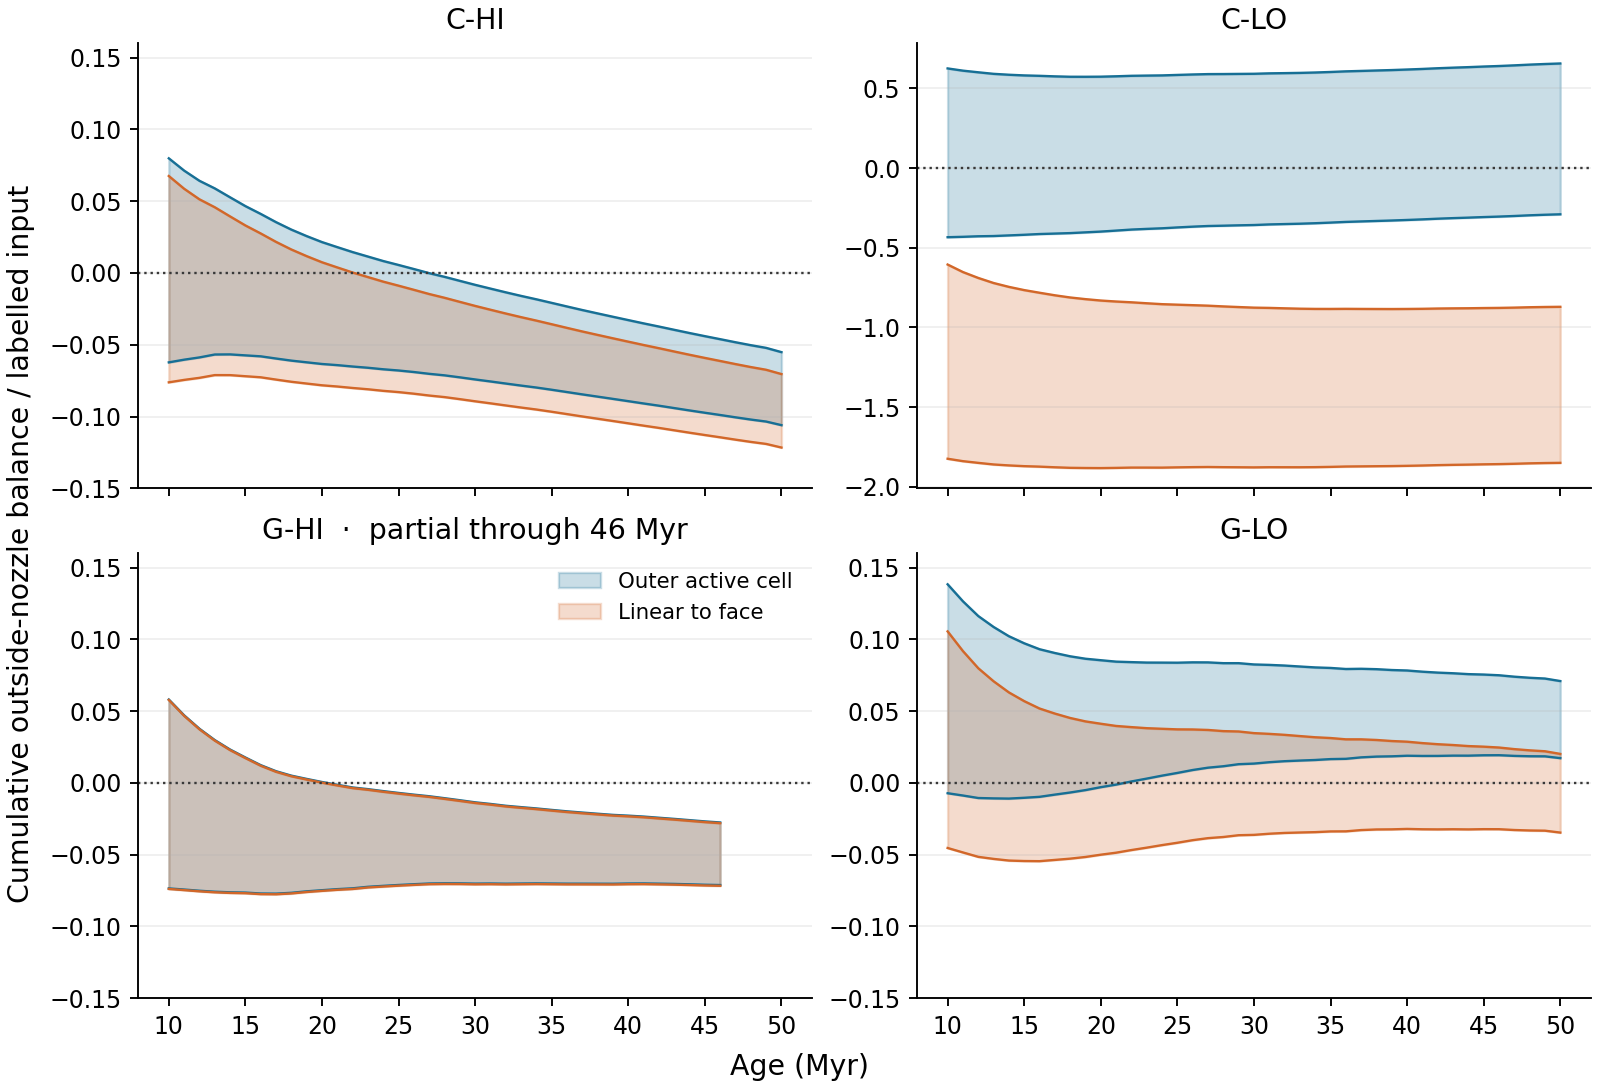 C-HI
0.15
0.10
0.05
0.00
−0.05
−0.10
−0.15
C-LO
0.5
0.0
−0.5
−1.0
−1.5
−2.0
Cumulative outside-nozzle balance / labelled input
G-HI · partial through 46 Myr
0.15
0.10
0.05
0.00
−0.05
−0.10
−0.15
10 15 20 25 30 35 40 45 50
Outer active cell
Linear to face
G-LO
0.15
0.10
0.05
0.00
−0.05
−0.10
−0.15
10 15 20 25 30 35 40 45 50
Age (Myr)